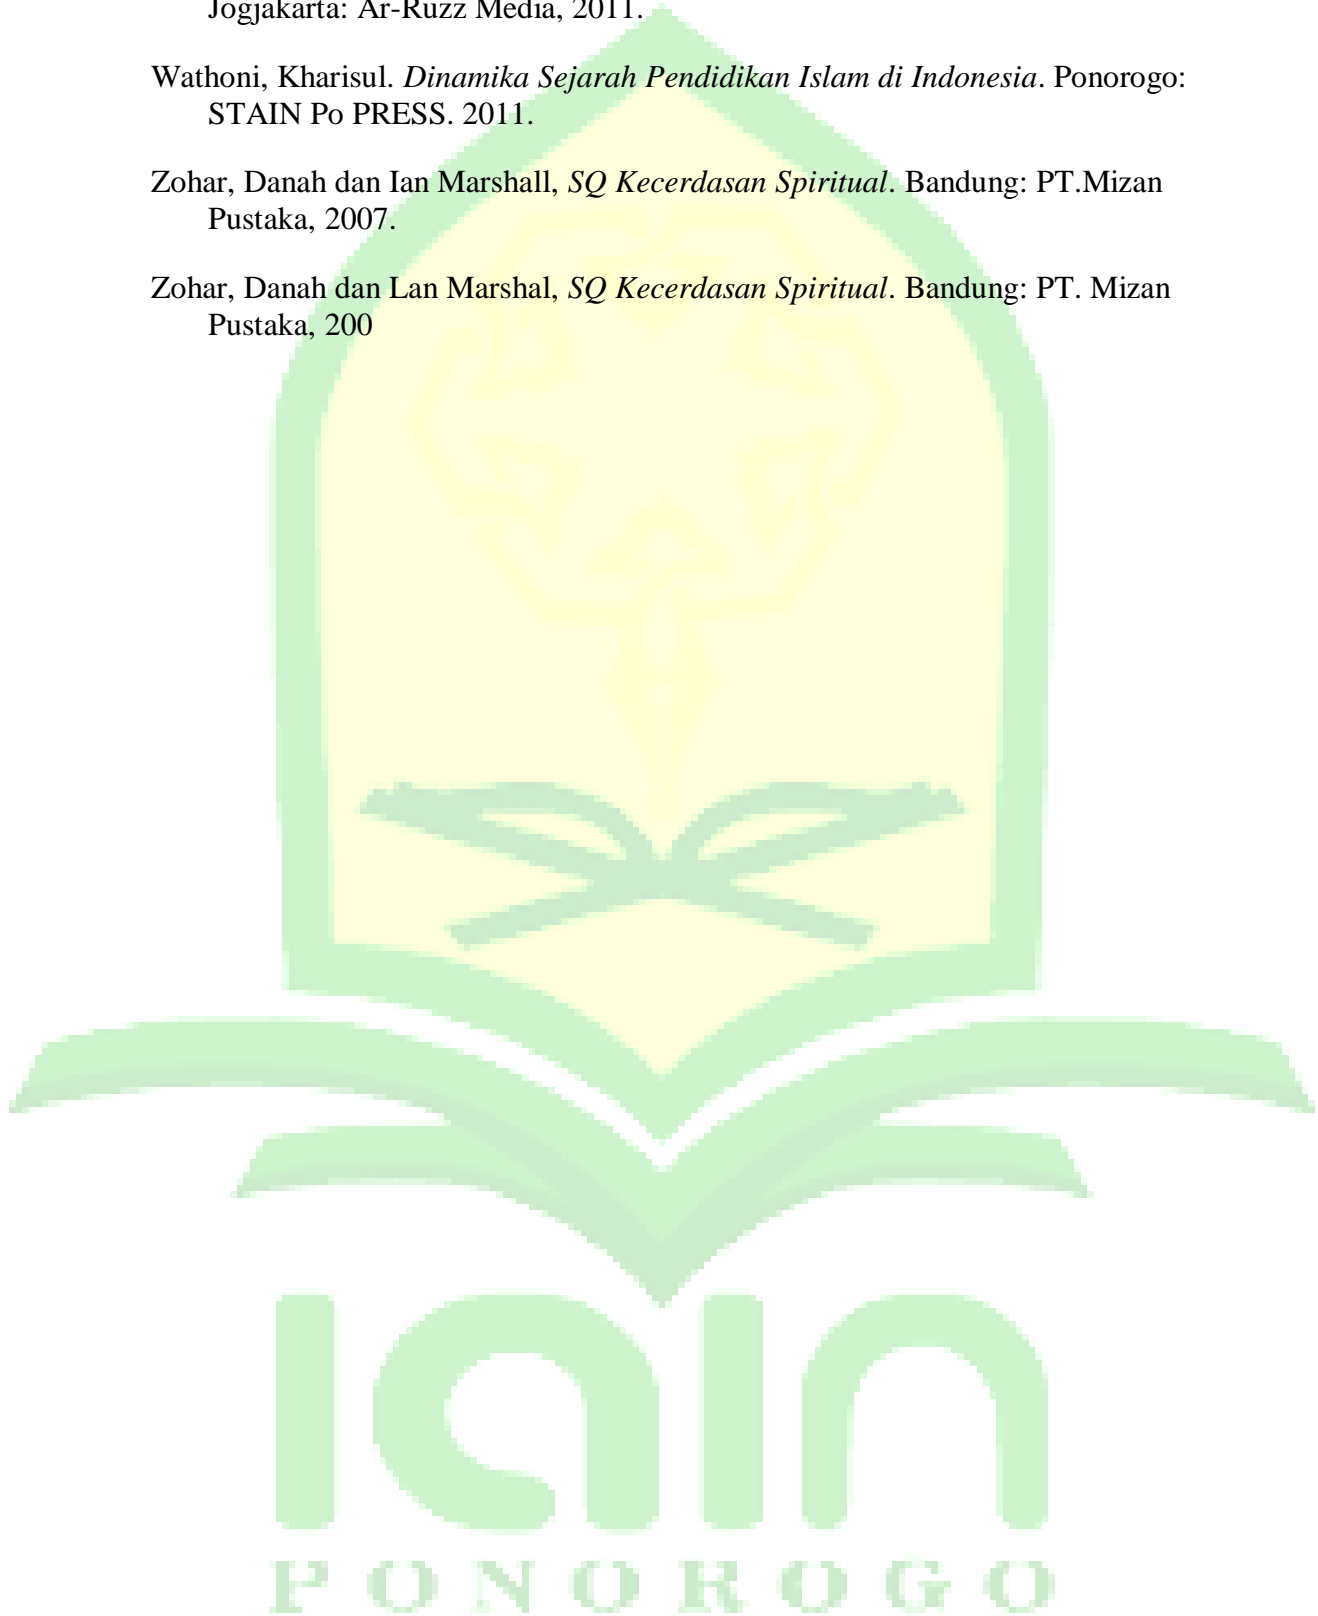 Jogjakarta: Ar-Ruzz Media, 2011.
Wathoni, Kharisul. Dinamika Sejarah Pendidikan Islam di Indonesia. Ponorogo:
STAIN Po PRESS. 2011.
Zohar, Danah dan Ian Marshall, SQ Kecerdasan Spiritual. Bandung: PT.Mizan
Pustaka, 2007.
Zohar, Danah dan Lan Marshal, SQ Kecerdasan Spiritual. Bandung: PT. Mizan
Pustaka, 200
iain
PONOROGO